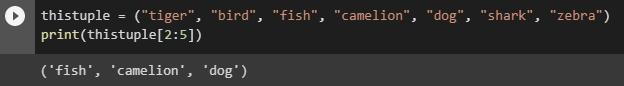 thistuple = ("tiger", "bird", "fish", "camelion", "dog", "shark", "zebra")
print(thistuple[2:5])
('fish', 'camelion', 'dog')